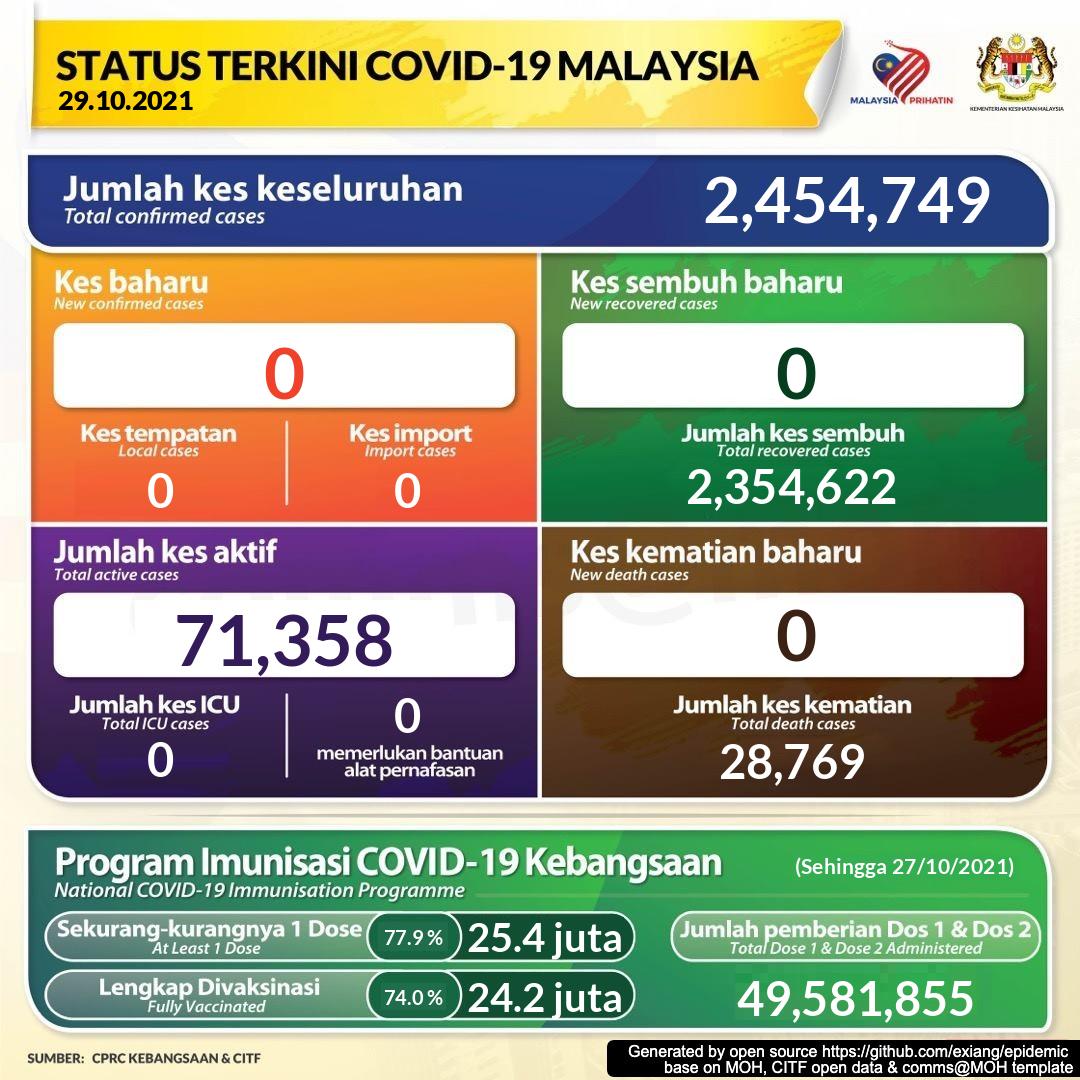 STATUS TERKINI COVID-19 MALAYSIA
29.10.2021
MALAYSIA PRIHATIN
KEMENTERIAN KESIHATAN MALAYSIA
Jumlah kes keseluruhan
Total confirmed cases
2,454,749
Kes baharu
New confirmed cases
0
Kes tempatan
Local cases
0
Kes import
Import cases
0
Kes sembuh baharu
New recovered cases
0
Jumlah kes sembuh
Total recovered cases
2,354,622
Jumlah kes aktif
Total active cases
71,358
Jumlah kes ICU
Total ICU cases
0
0
memerlukan bantuan
alat pernafasan
Kes kematian baharu
New death cases
0
Jumlah kes kematian
Total death cases
28,769
Program Imunisasi COVID-19 Kebangsaan
National COVID-19 Immunisation Programme
(Sehingga 27/10/2021)
Sekurang-kurangnya 1 Dose
At Least 1 Dose
77.9%
25.4 juta
Lengkap Divaksinasi
Fully Vaccinated
74.0%
24.2 juta
Jumlah pemberian Dos 1 & Dos 2
Total Dose 1 & Dose 2 Administered
49,581,855
SUMBER: CPRC KEBANGSAAN & CITF
Generated by open source https://github.com/exiang/epidemic
base on MOH, CITF open data & comms@MOH template